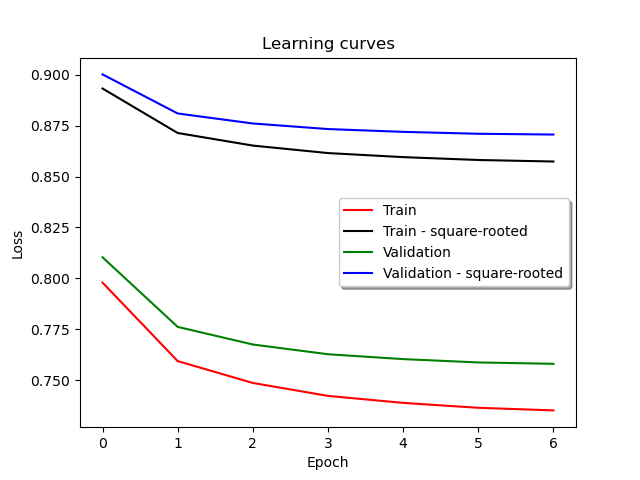 Learning curves
0.900
0.875
0.850
0.825
0.800
0.775
0.750
Loss
Train
Train - square-rooted
Validation
Validation - square-rooted
0 1 2 3 4 5 6
Epoch